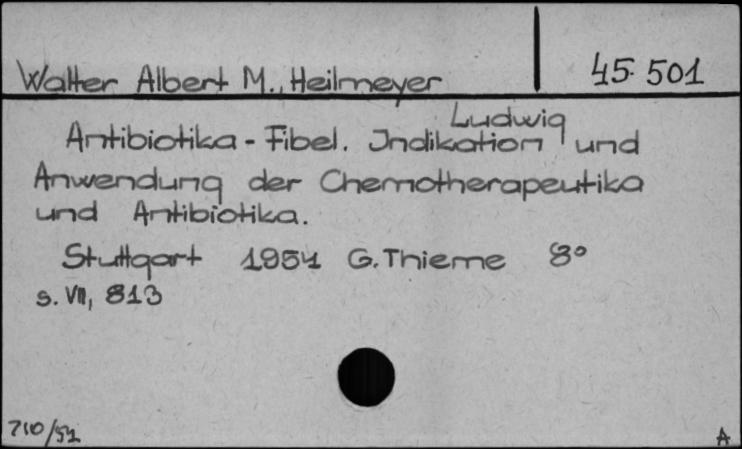 Walter Albert M., Heilmeyer 45 501
Ludwig
Antibiotika - Fibel. Indikation und
Anwendung der Chemotherapeutika
und Antibiotika.
Stuttgart 1954 G. Thieme 8°
s. VII, 813
710/51
A